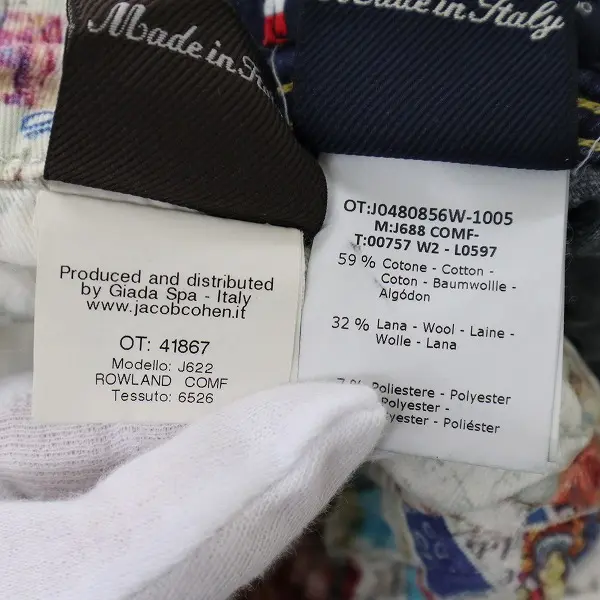 Made in
Made in Italy
Produced and distributed
by Giada Spa - Italy
www.jacobcohen.it
OT: 41867
Modello: J622
ROWLAND COMF
Tessuto: 6526
OT:J0480856W-1005
M:J688 COMF-
T:00757 W2 - L0597
59 % Cotone - Cotton -
Coton - Baumwollle -
Algódon
32 % Lana - Wool - Laine -
Wolle - Lana
7 % Poliestere - Polyester
Polyester -
Polyester - Poliéster